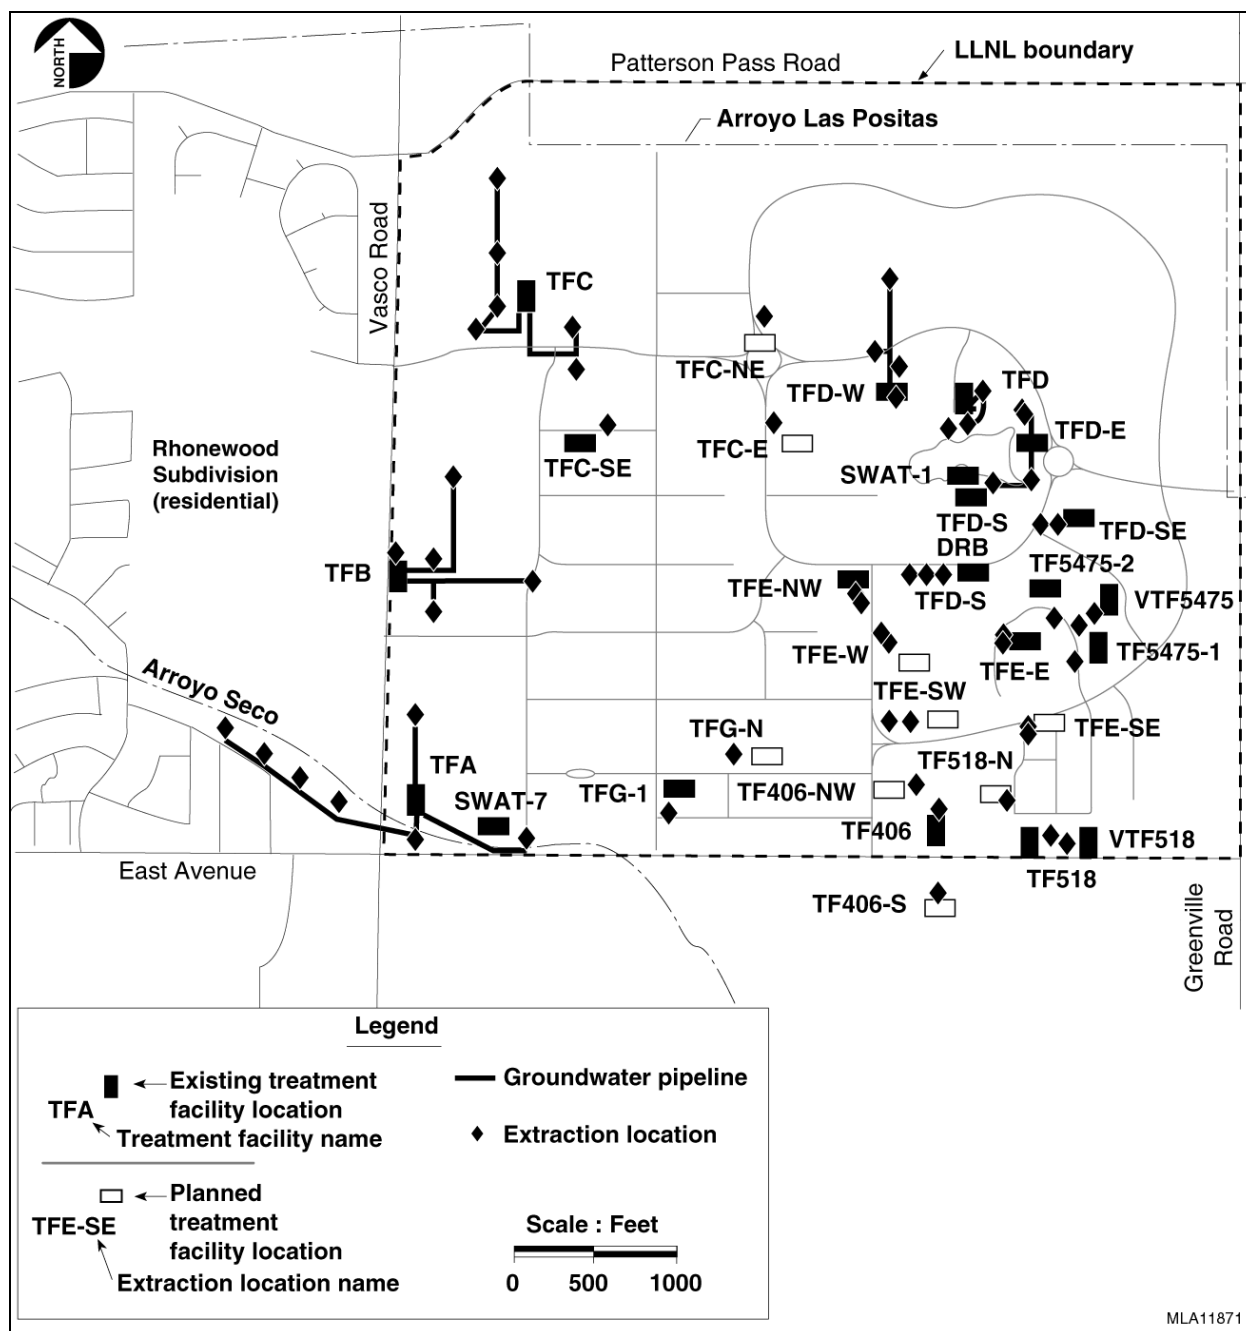 NORTH
Patterson Pass Road
LLNL boundary
Arroyo Las Positas
Vasco Road
TFC
TFC-NE
TFD-W
TFD
TFC-E
TFD-E
Rhonewood
Subdivision
(residential)
TFC-SE
SWAT-1
TFD-S
DRB
TFD-SE
TF5475-2
TFB
TFE-NW
TFD-S
VTF5475
TFE-W
TFE-E
TF5475-1
Arroyo Seco
TFE-SW
TFG-N
TFE-SE
TF518-N
TFA
SWAT-7
TFG-1
TF406-NW
TF406
VTF518
East Avenue
TF518
TF406-S
Greenville
Road
Legend
Existing treatment
facility location
TFA
Treatment facility name
Groundwater pipeline
Extraction location
Planned
treatment
facility location
TFE-SE
Extraction location name
Scale : Feet
0 500 1000
MLA11871